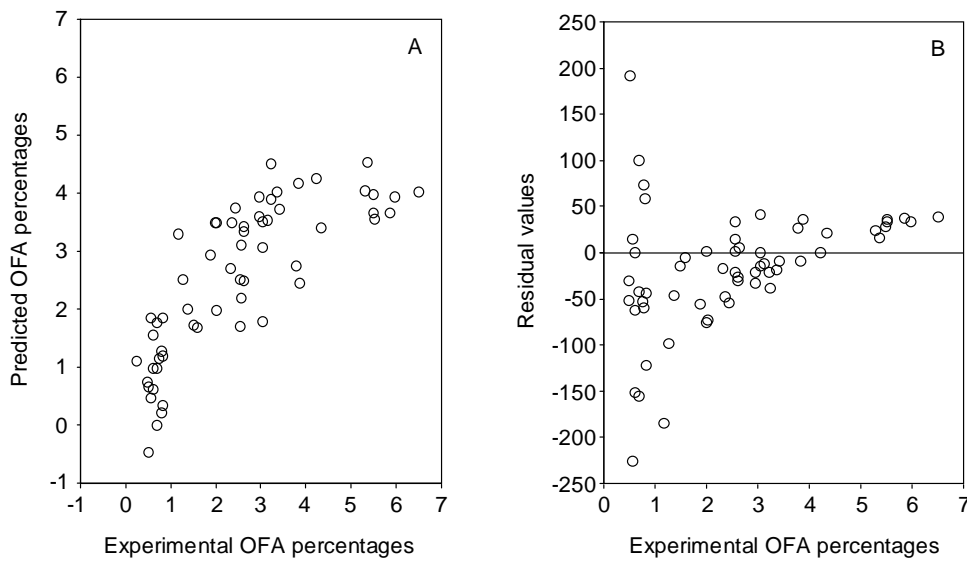 A
7
6
5
4
3
2
1
0
-1
Predicted OFA percentages
-1 0 1 2 3 4 5 6 7
Experimental OFA percentages
B
250
200
150
100
50
0
-50
-100
-150
-200
-250
Residual values
0 1 2 3 4 5 6 7
Experimental OFA percentages